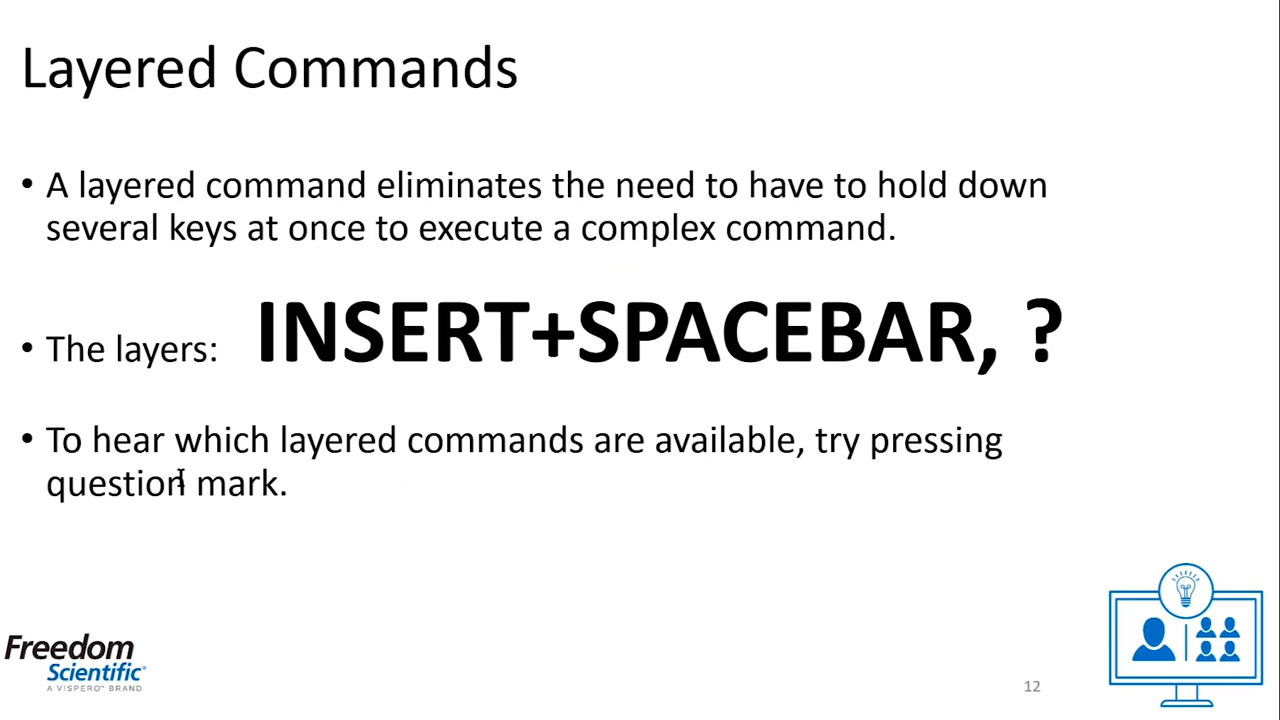 Layered Commands
• A layered command eliminates the need to have to hold down
several keys at once to execute a complex command.
• The layers: INSERT+SPACEBAR, ?
• To hear which layered commands are available, try pressing
question mark.
Freedom
Scientific®
A VISPERO™ BRAND
12